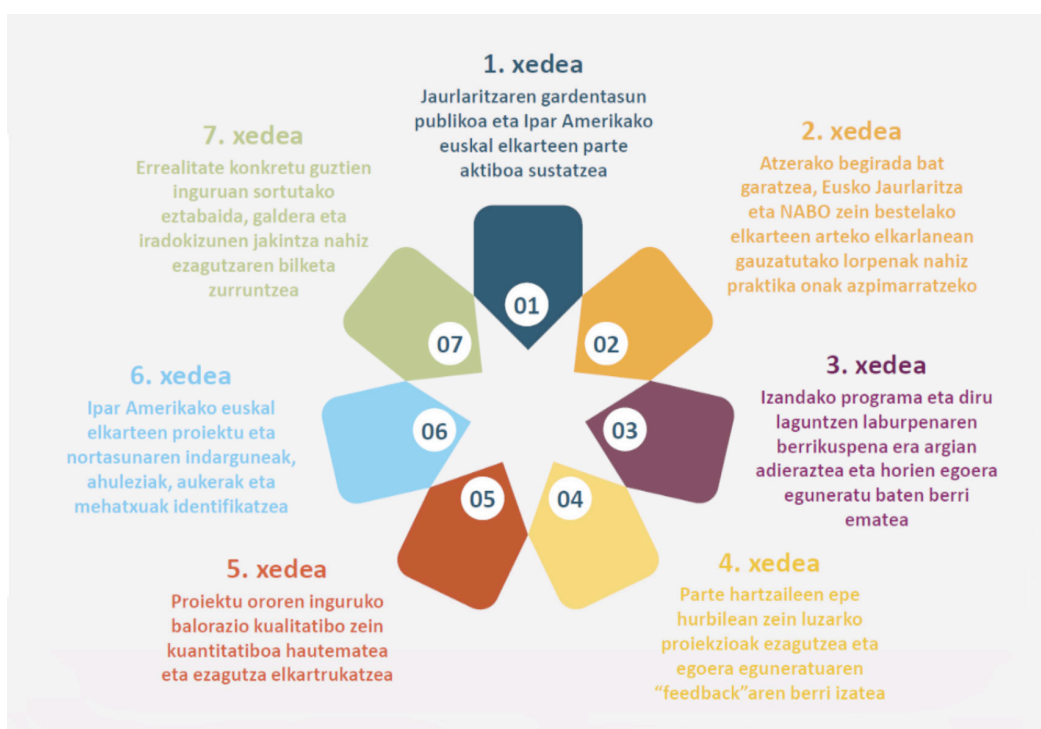 1. xedea
Jaurlaritzaren gardentasun
publikoa eta Ipar Amerikako
euskal elkarteen parte
aktiboa sustatzea
2. xedea
Atzerako begirada bat
garatzea, Eusko Jaurlaritza
eta NABO zein bestelako
elkarteen arteko elkarlanean
gauzatutako lorpenak nahiz
praktika onak azpimarratzeko
3. xedea
Izandako programa eta diru
laguntzen laburpenaren
berrikuspena era argian
adieraztea eta horien egoera
eguneratu baten berri
ematea
4. xedea
Parte hartzaileen epe
hurbilean zein luzarko
proiekzioak ezagutzea eta
egoera eguneratuaren
“feedback”aren berri izatea
5. xedea
Proiektu ororen inguruko
balorazio kualitatibo zein
kuantitatiboa hautematea
eta ezagutza elkartrukatzea
6. xedea
Ipar Amerikako euskal
elkarteen proiektu eta
nortasunaren indarguneak,
ahuleziak, aukerak eta
mehatxuak identifikatzea
7. xedea
Errealitate konkretu guztien
inguruan sortutako
eztabaida, galdera eta
iradokizunen jakintza nahiz
ezagutzaren bilketa
zurruntzea
01
02
03
04
05
06
07